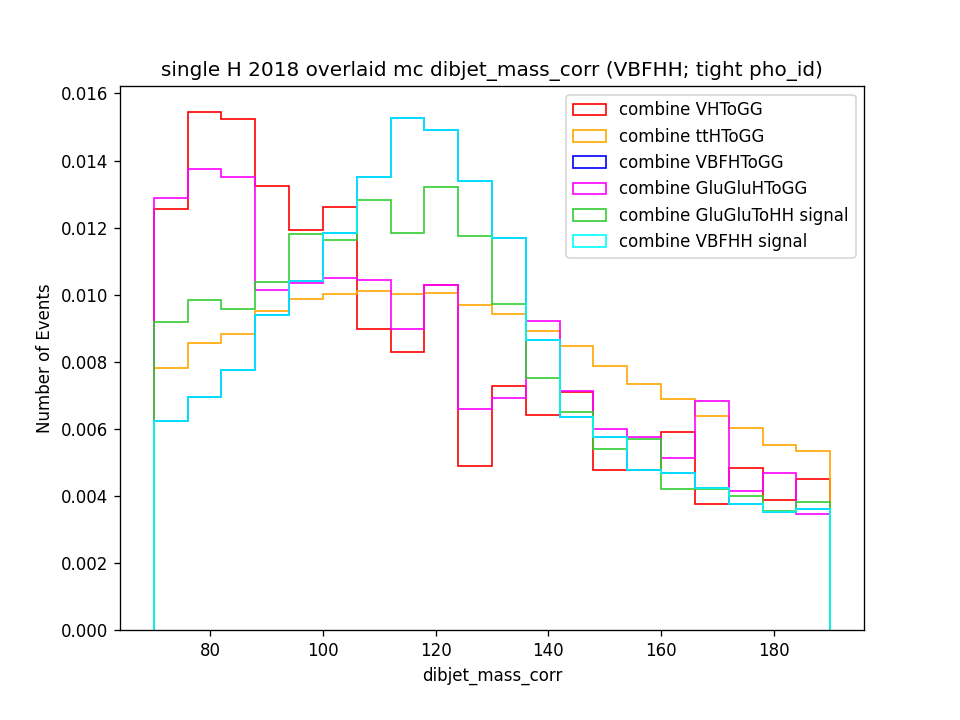 single H 2018 overlaid mc dibjet_mass_corr (VBFHH; tight pho_id)
combine VHToGG
combine ttHToGG
combine VBFHToGG
combine GluGluHToGG
combine GluGluToHH signal
combine VBFHH signal
Number of Events
0.016
0.014
0.012
0.010
0.008
0.006
0.004
0.002
0.000
80
100
120
140
160
180
dibjet_mass_corr